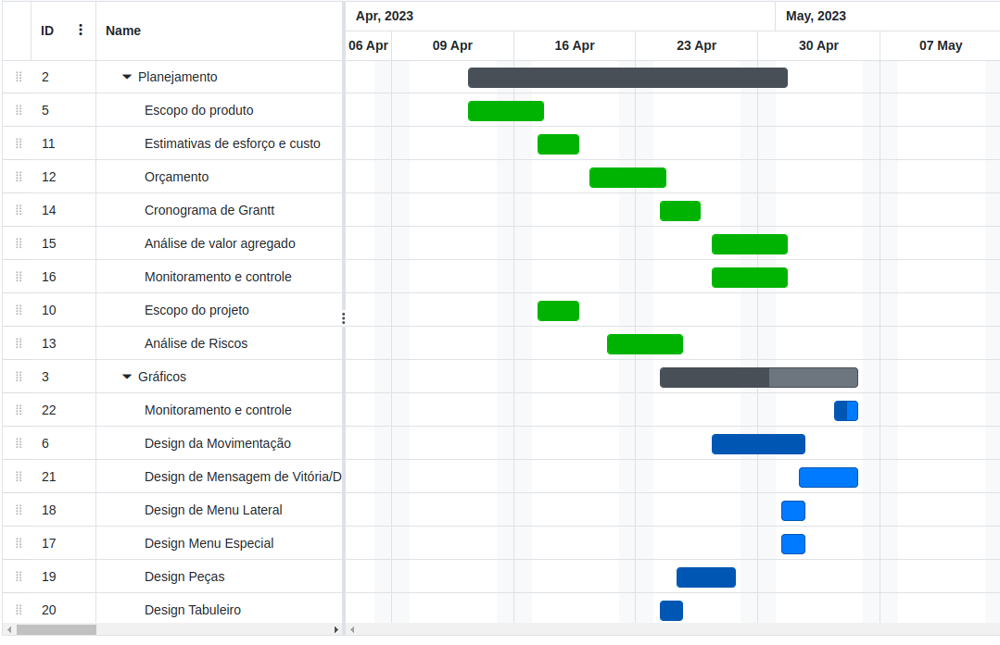 Apr, 2023 May, 2023
ID Name
06 Apr 09 Apr 16 Apr 23 Apr 30 Apr 07 May
2 Planejamento
5 Escopo do produto
11 Estimativas de esforço e custo
12 Orçamento
14 Cronograma de Grantt
15 Análise de valor agregado
16 Monitoramento e controle
10 Escopo do projeto
13 Análise de Riscos
3 Gráficos
22 Monitoramento e controle
6 Design da Movimentação
21 Design de Mensagem de Vitória/D
18 Design de Menu Lateral
17 Design Menu Especial
19 Design Peças
20 Design Tabuleiro